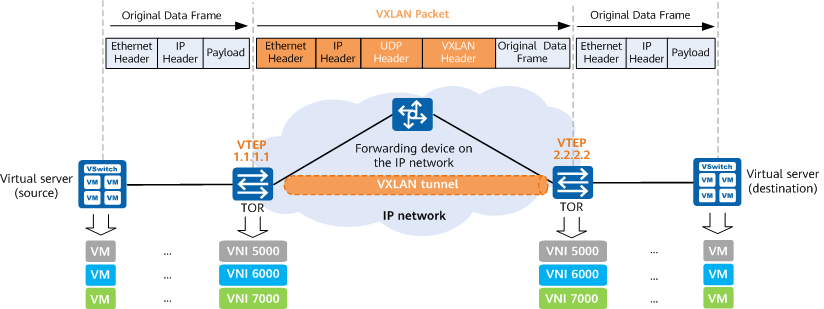 Original Data Frame
VXLAN Packet
Original Data Frame
Ethernet Header
IP Header
Payload
Ethernet Header
IP Header
UDP Header
VXLAN Header
Original Data Frame
Ethernet Header
IP Header
Payload
VTEP
1.1.1.1
Forwarding device on
the IP network
VTEP
2.2.2.2
Virtual server
(source)
VSwitch
VM VM
VM VM
TOR
VXLAN tunnel
IP network
TOR
VSwitch
VM VM
VM VM
Virtual server
(destination)
VM ... VNI 5000 VNI 5000 ... VM
VM ... VNI 6000 VNI 6000 ... VM
VM ... VNI 7000 VNI 7000 ... VM